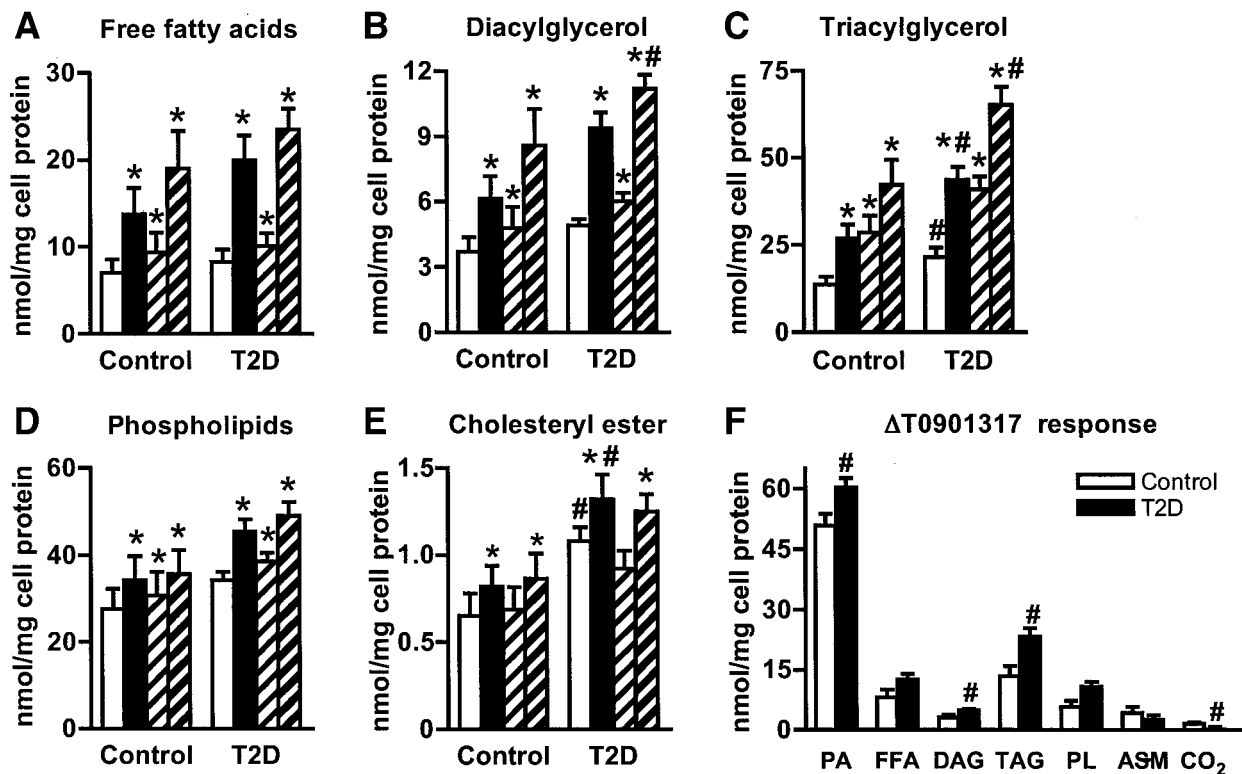 A Free fatty acids
nmol/mg cell protein
30
20
10
0
* * * * * *
Control T2D
B Diacylglycerol
nmol/mg cell protein
12
9
6
3
0
* * * * *#
Control T2D
C Triacylglycerol
nmol/mg cell protein
75
50
25
0
* * * # *# * *#
Control T2D
D Phospholipids
nmol/mg cell protein
60
40
20
0
* * * * * *
Control T2D
E Cholesteryl ester
nmol/mg cell protein
1.5
1.0
0.5
0.0
* * # *# *
Control T2D
F ΔT0901317 response
nmol/mg cell protein
60
45
30
15
0
# # # #
Control
T2D
PA FFA DAG TAG PL ASM CO₂